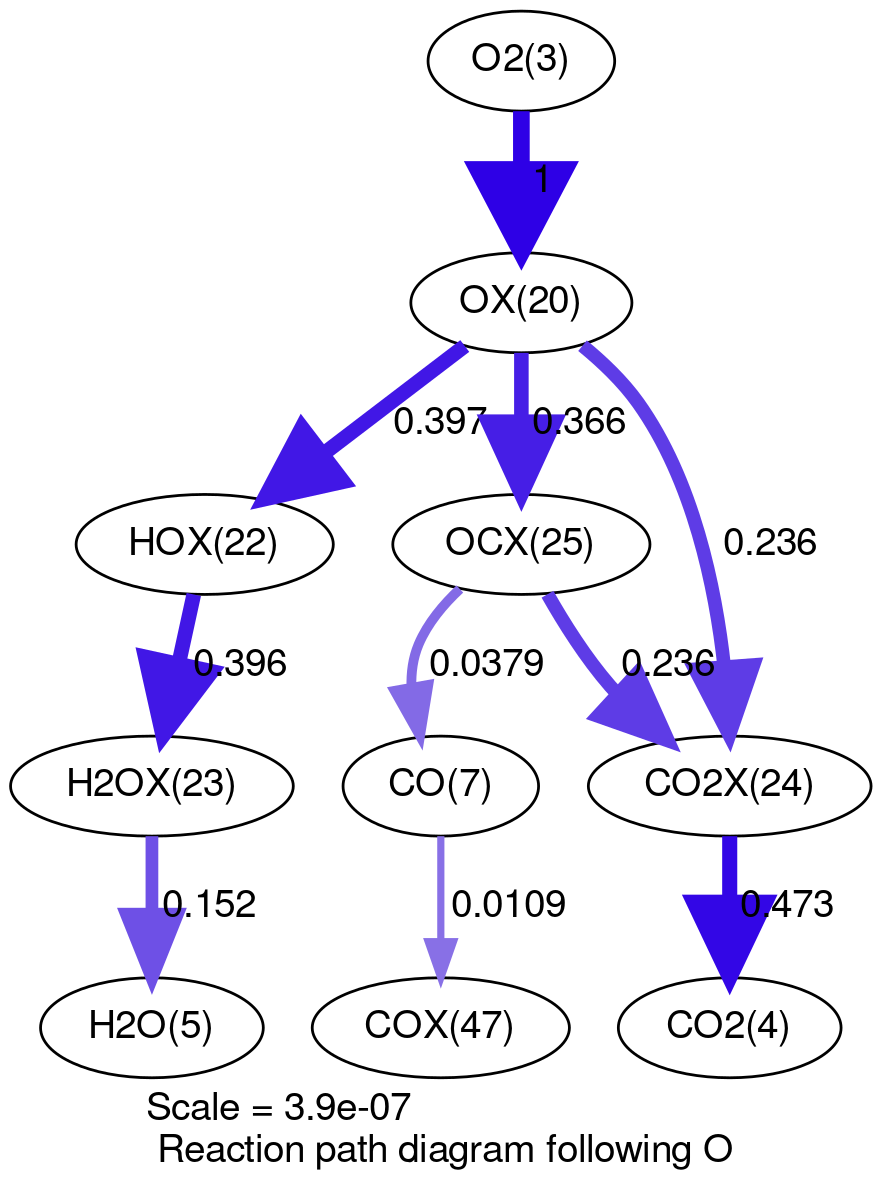 O2(3)
1
OX(20)
0.397
0.366
0.236
HOX(22)
OCX(25)
0.396
0.0379
0.236
H2OX(23)
CO(7)
CO2X(24)
0.152
0.0109
0.473
H2O(5)
COX(47)
CO2(4)
Scale = 3.9e-07
Reaction path diagram following O